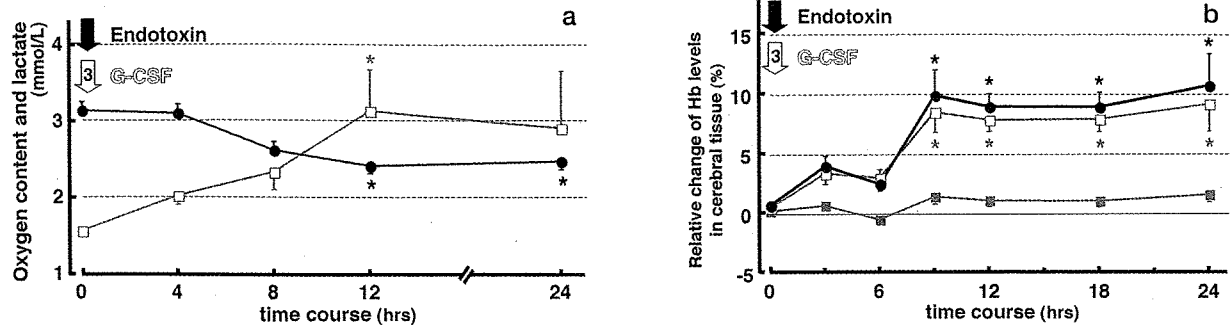 a
Endotoxin
3 G-CSF
Oxygen content and lactate
(mmol/L)
4
3
2
1
*
*
*
0 4 8 12 24
time course (hrs)
b
Endotoxin
3 G-CSF
Relative change of Hb levels
in cerebral tissue (%)
15
10
5
0
-5
* * * *
* * * *
0 6 12 18 24
time course (hrs)